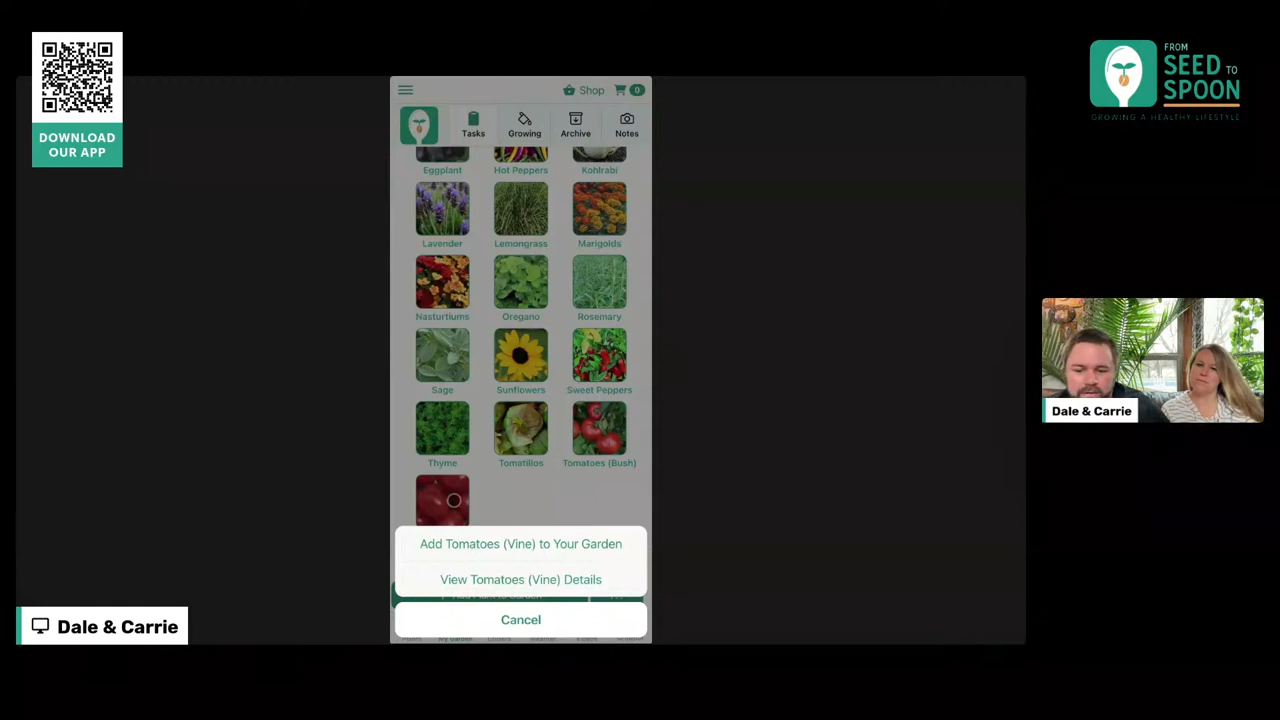 DOWNLOAD
OUR APP
FROM
SEED TO
SPOON
GROWING A HEALTHY LIFESTYLE
Shop
0
Tasks
Growing
Archive
Notes
Eggplant
Hot Peppers
Kohlrabi
Lavender
Lemongrass
Marigolds
Nasturtiums
Oregano
Rosemary
Sage
Sunflowers
Sweet Peppers
Thyme
Tomatillos
Tomatoes (Bush)
Add Tomatoes (Vine) to Your Garden
View Tomatoes (Vine) Details
Cancel
Dale & Carrie
Dale & Carrie